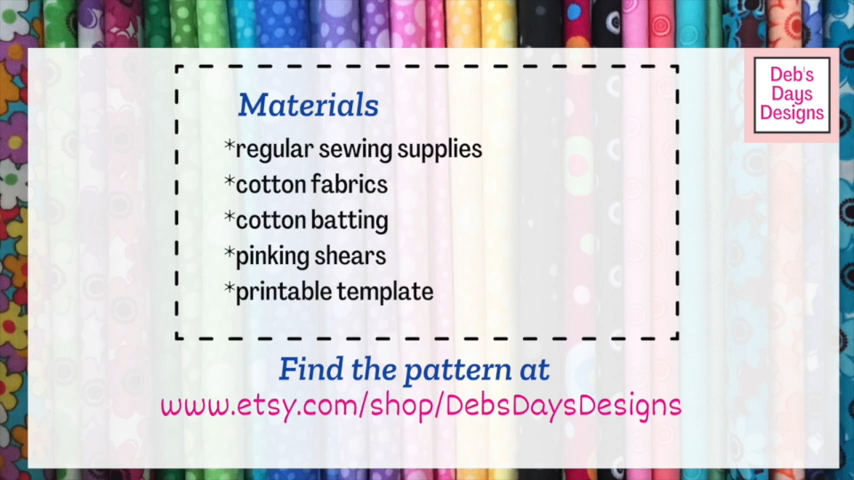 Deb's
Days
Designs
Materials
*regular sewing supplies
*cotton fabrics
*cotton batting
*pinking shears
*printable template
Find the pattern at
www.etsy.com/shop/DebsDaysDesigns